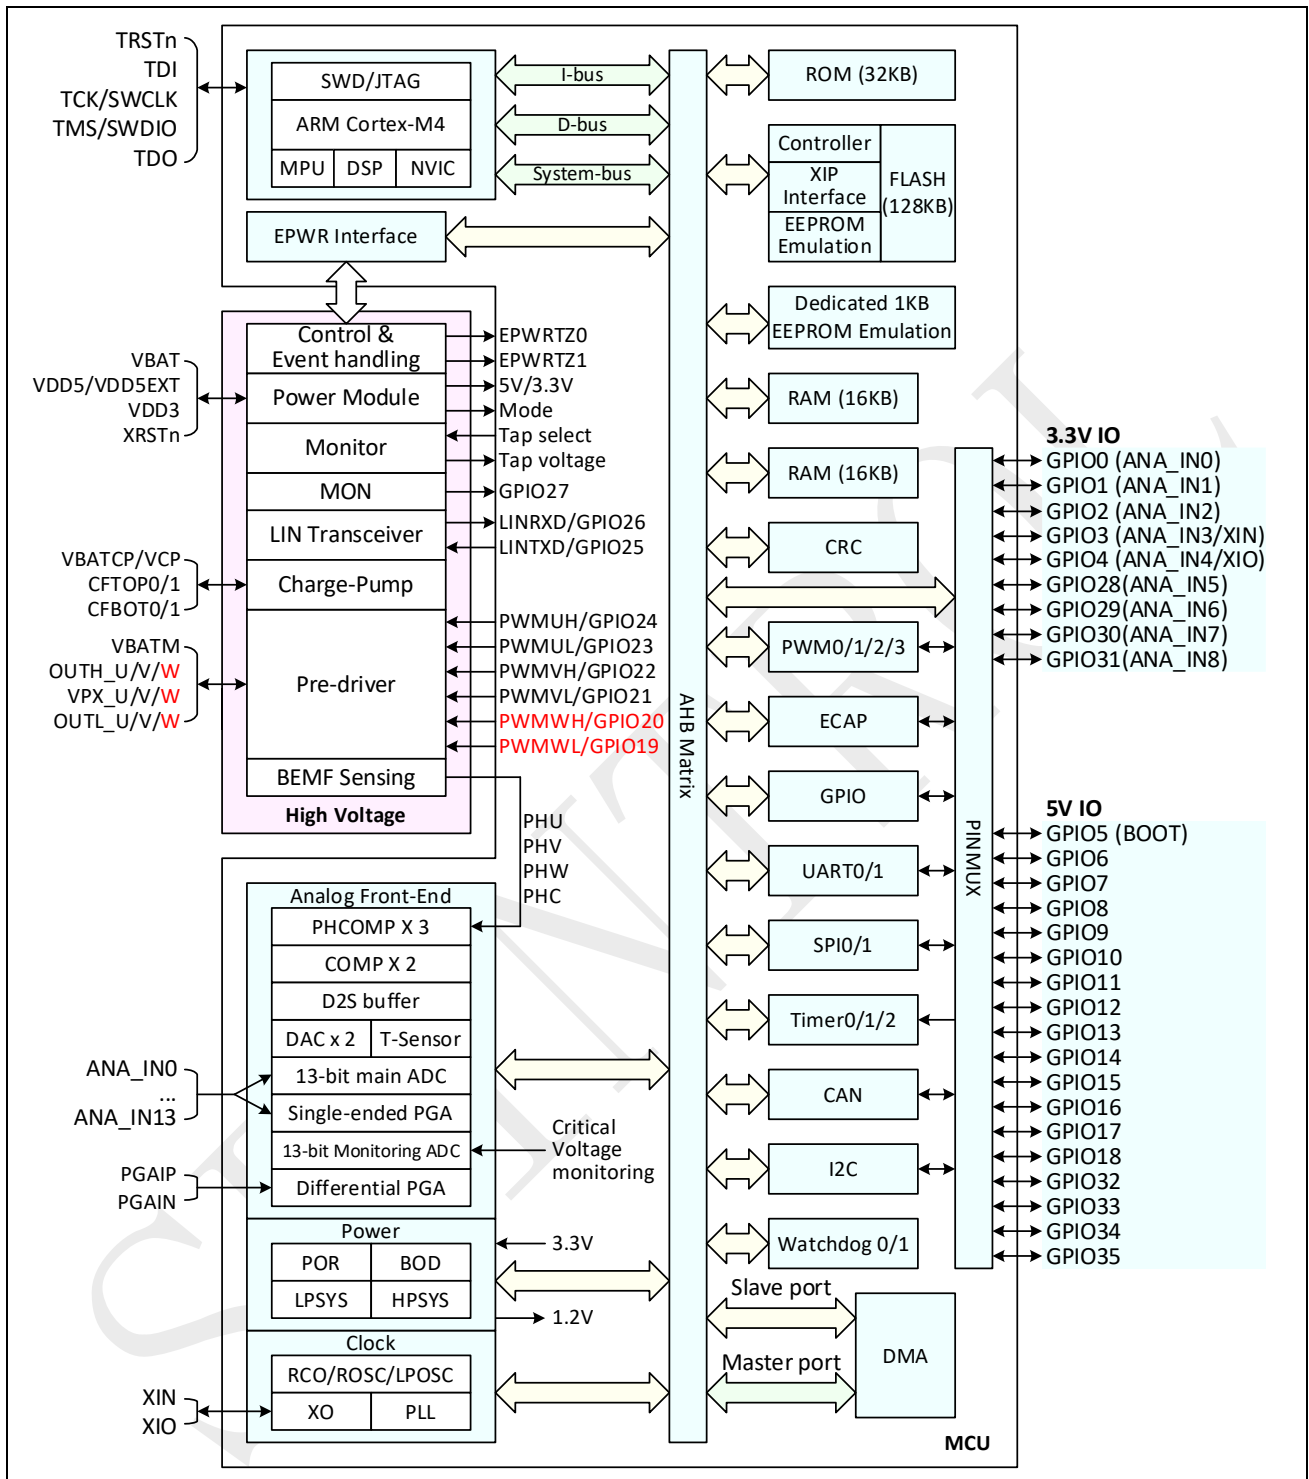 TRSTn
TDI
TCK/SWCLK
TMS/SWDIO
TDO
SWD/JTAG
ARM Cortex-M4
MPU
DSP
NVIC
I-bus
D-bus
System-bus
EPWR Interface
ROM (32KB)
Controller
XIP
Interface
EEPROM
Emulation
FLASH
(128KB)
Dedicated 1KB
EEPROM Emulation
RAM (16KB)
RAM (16KB)
CRC
PWM0/1/2/3
ECAP
GPIO
UART0/1
SPI0/1
Timer0/1/2
CAN
I2C
Watchdog 0/1
Slave port
Master port
DMA
AHB Matrix
PINMUX
VBAT
VDD5/VDD5EXT
VDD3
XRSTn
VBATCP/VCP
CFTOP0/1
CFBOT0/1
VBATM
OUTH_U/V/W
VPX_U/V/W
OUTL_U/V/W
Control &
Event handling
Power Module
Monitor
MON
LIN Transceiver
Charge-Pump
Pre-driver
BEMF Sensing
High Voltage
EPWRTZ0
EPWRTZ1
5V/3.3V
Mode
Tap select
Tap voltage
GPIO27
LINRXD/GPIO26
LINTXD/GPIO25
PWMUH/GPIO24
PWMUL/GPIO23
PWMVH/GPIO22
PWMVL/GPIO21
PWMWH/GPIO20
PWMWL/GPIO19
PHU
PHV
PHW
PHC
Analog Front-End
PHCOMP X 3
COMP X 2
D2S buffer
DAC x 2
T-Sensor
13-bit main ADC
Single-ended PGA
13-bit Monitoring ADC
Differential PGA
ANA_IN0
...
ANA_IN13
PGAIP
PGAIN
Critical
Voltage
monitoring
Power
POR
BOD
LPSYS
HPSYS
3.3V
1.2V
Clock
RCO/ROSC/LPOSC
XO
PLL
XIN
XIO
3.3V IO
GPIO0 (ANA_IN0)
GPIO1 (ANA_IN1)
GPIO2 (ANA_IN2)
GPIO3 (ANA_IN3/XIN)
GPIO4 (ANA_IN4/XIO)
GPIO28(ANA_IN5)
GPIO29(ANA_IN6)
GPIO30(ANA_IN7)
GPIO31(ANA_IN8)
5V IO
GPIO5 (BOOT)
GPIO6
GPIO7
GPIO8
GPIO9
GPIO10
GPIO11
GPIO12
GPIO13
GPIO14
GPIO15
GPIO16
GPIO17
GPIO18
GPIO32
GPIO33
GPIO34
GPIO35
MCU